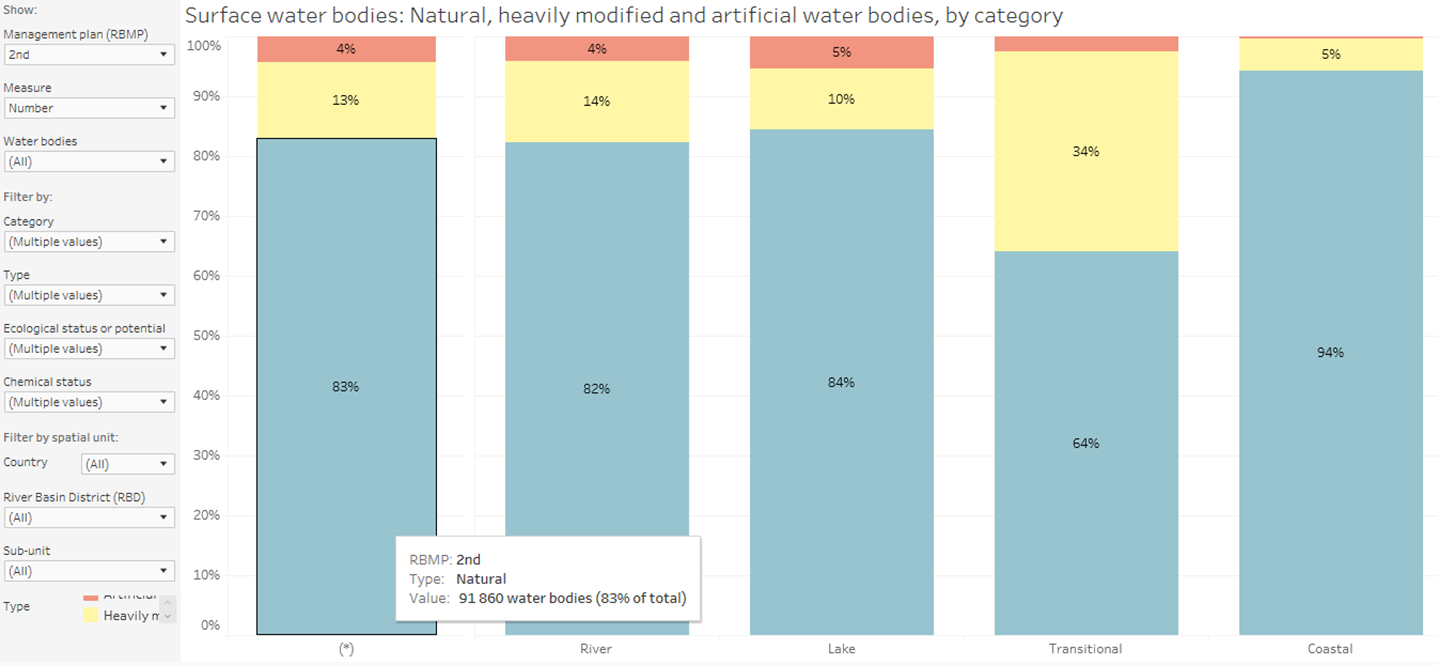 Show:
Management plan (RBMP)
2nd
Measure
Number
Water bodies
(All)
Filter by:
Category
(Multiple values)
Type
(Multiple values)
Ecological status or potential
(Multiple values)
Chemical status
(Multiple values)
Filter by spatial unit:
Country
(All)
River Basin District (RBD)
(All)
Sub-unit
(All)
Type
Artificial
Heavily m
Surface water bodies: Natural, heavily modified and artificial water bodies, by category
100%
90%
80%
70%
60%
50%
40%
30%
20%
10%
0%
4%
13%
83%
4%
14%
82%
5%
10%
84%
34%
64%
5%
94%
RBMP: 2nd
Type: Natural
Value: 91 860 water bodies (83% of total)
(*)
River
Lake
Transitional
Coastal